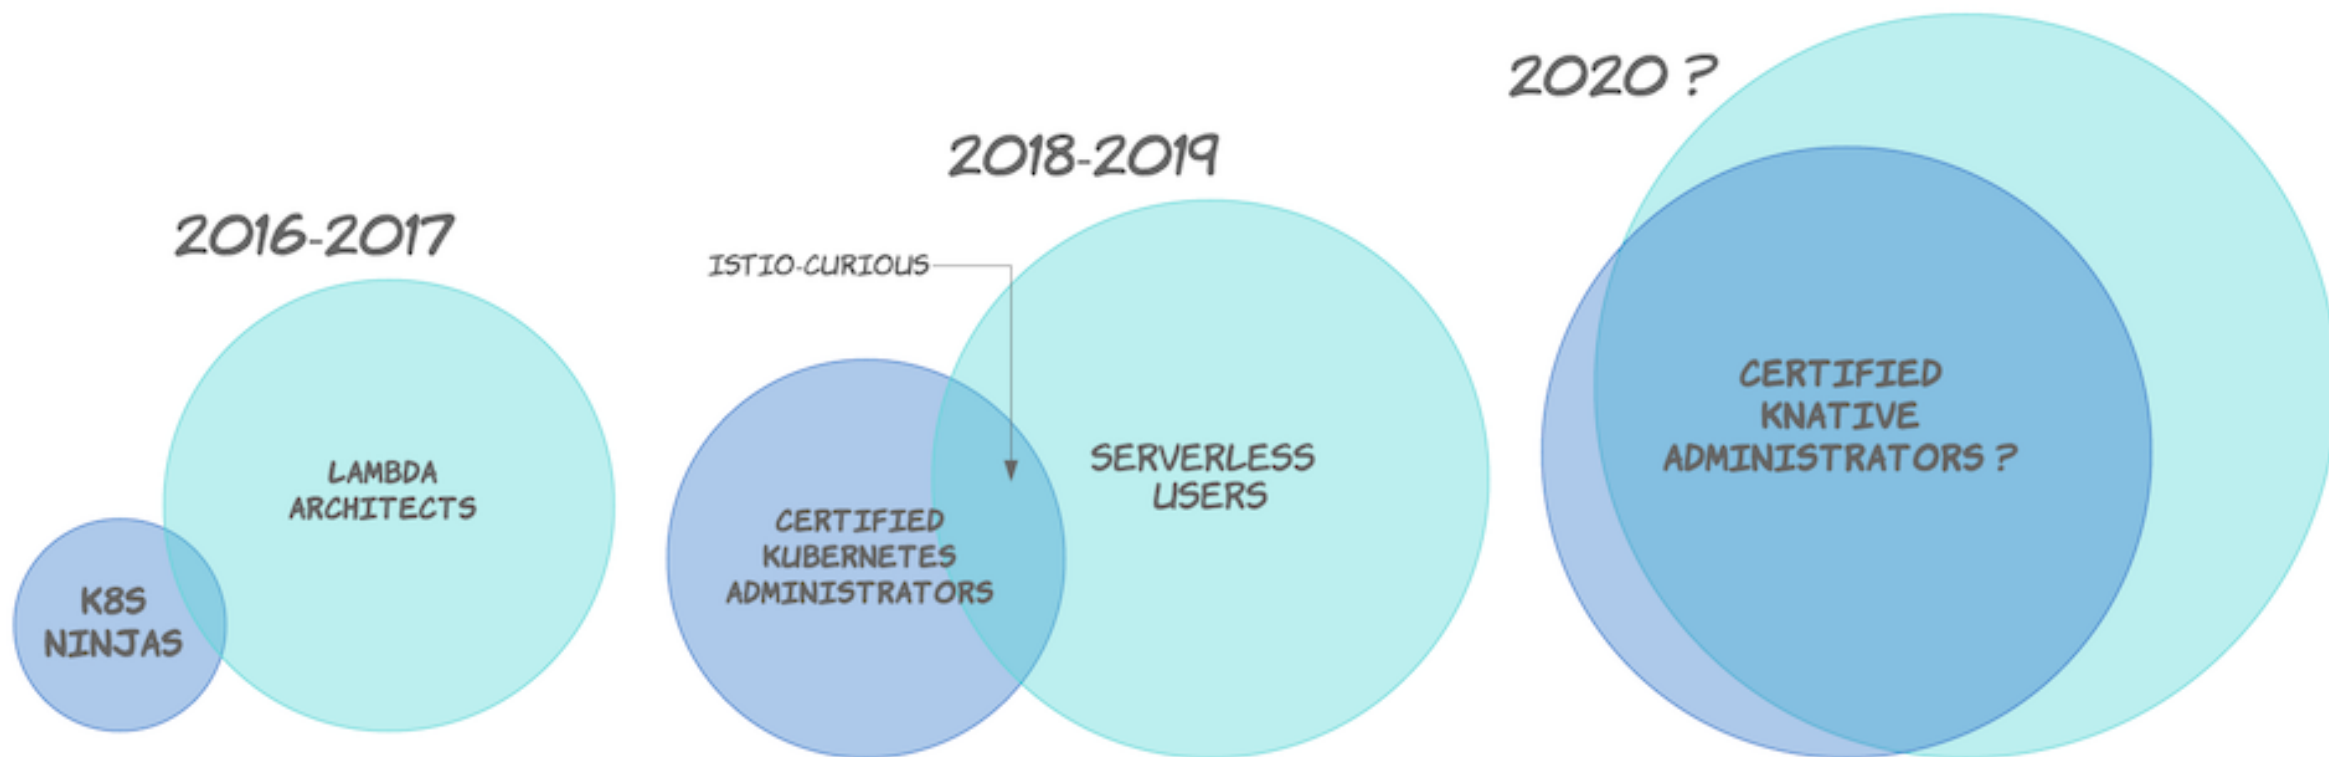 2016-2017
LAMBDA
ARCHITECTS
K8S
NINJAS
2018-2019
ISTIO-CURIOUS
CERTIFIED
KUBERNETES
ADMINISTRATORS
SERVERLESS
USERS
2020 ?
CERTIFIED
KNATIVE
ADMINISTRATORS ?